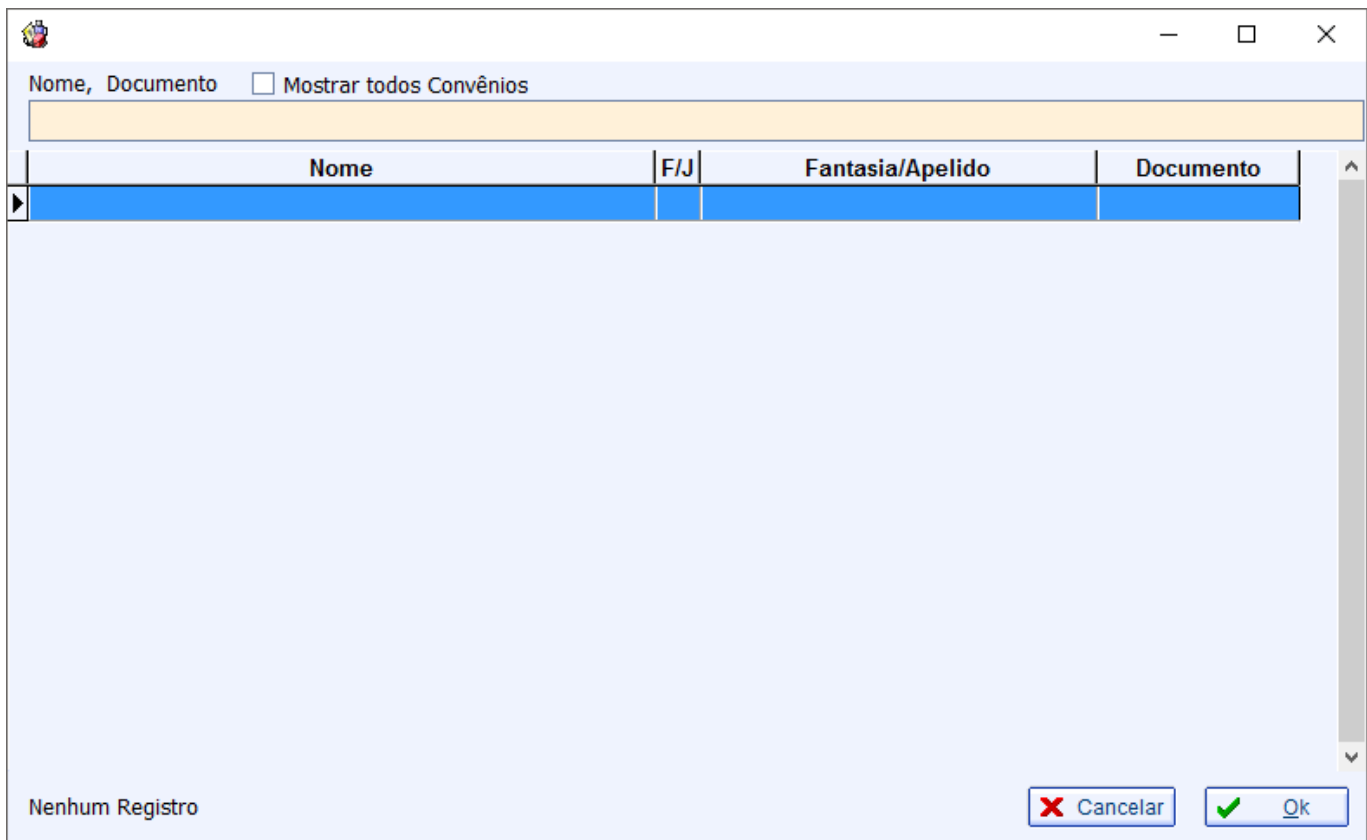 Nome, Documento Mostrar todos Convênios
Nome F/J Fantasia/Apelido Documento
Nenhum Registro Cancelar Ok